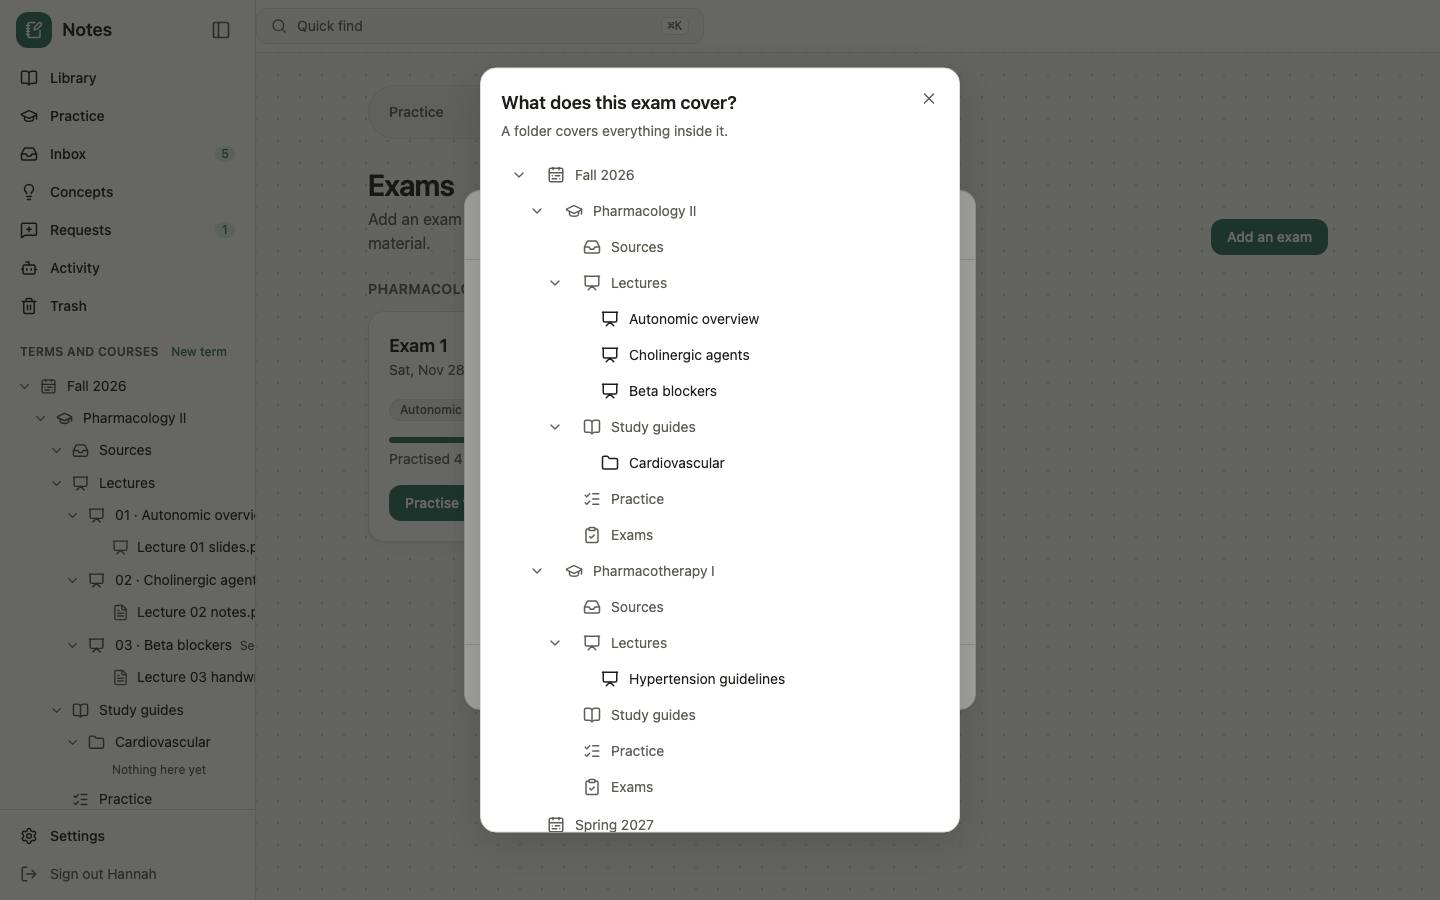 Notes
Quick find
⌘K
Library
Practice
Inbox
5
Concepts
Requests
1
Activity
Trash
TERMS AND COURSES
New term
Fall 2026
Pharmacology II
Sources
Lectures
01 · Autonomic
Lecture 01 slides.p
02 · Cholinergic agent
Lecture 02 notes.p
03 · Beta blockers
Se
Lecture 03
Study guides
Cardiovascular
Nothing here yet
Practice
Settings
Sign out Hannah
Practice
Exams
Add an exam
material.
Add an exam
Exam 1
Sat, Nov 28
Autonomic
Practised 4
Practise
What does this exam cover?
A folder covers everything inside it.
Fall 2026
Pharmacology II
Sources
Lectures
Autonomic overview
Cholinergic agents
Beta blockers
Study guides
Cardiovascular
Practice
Exams
Pharmacotherapy I
Sources
Lectures
Hypertension guidelines
Study guides
Practice
Exams
Spring 2027